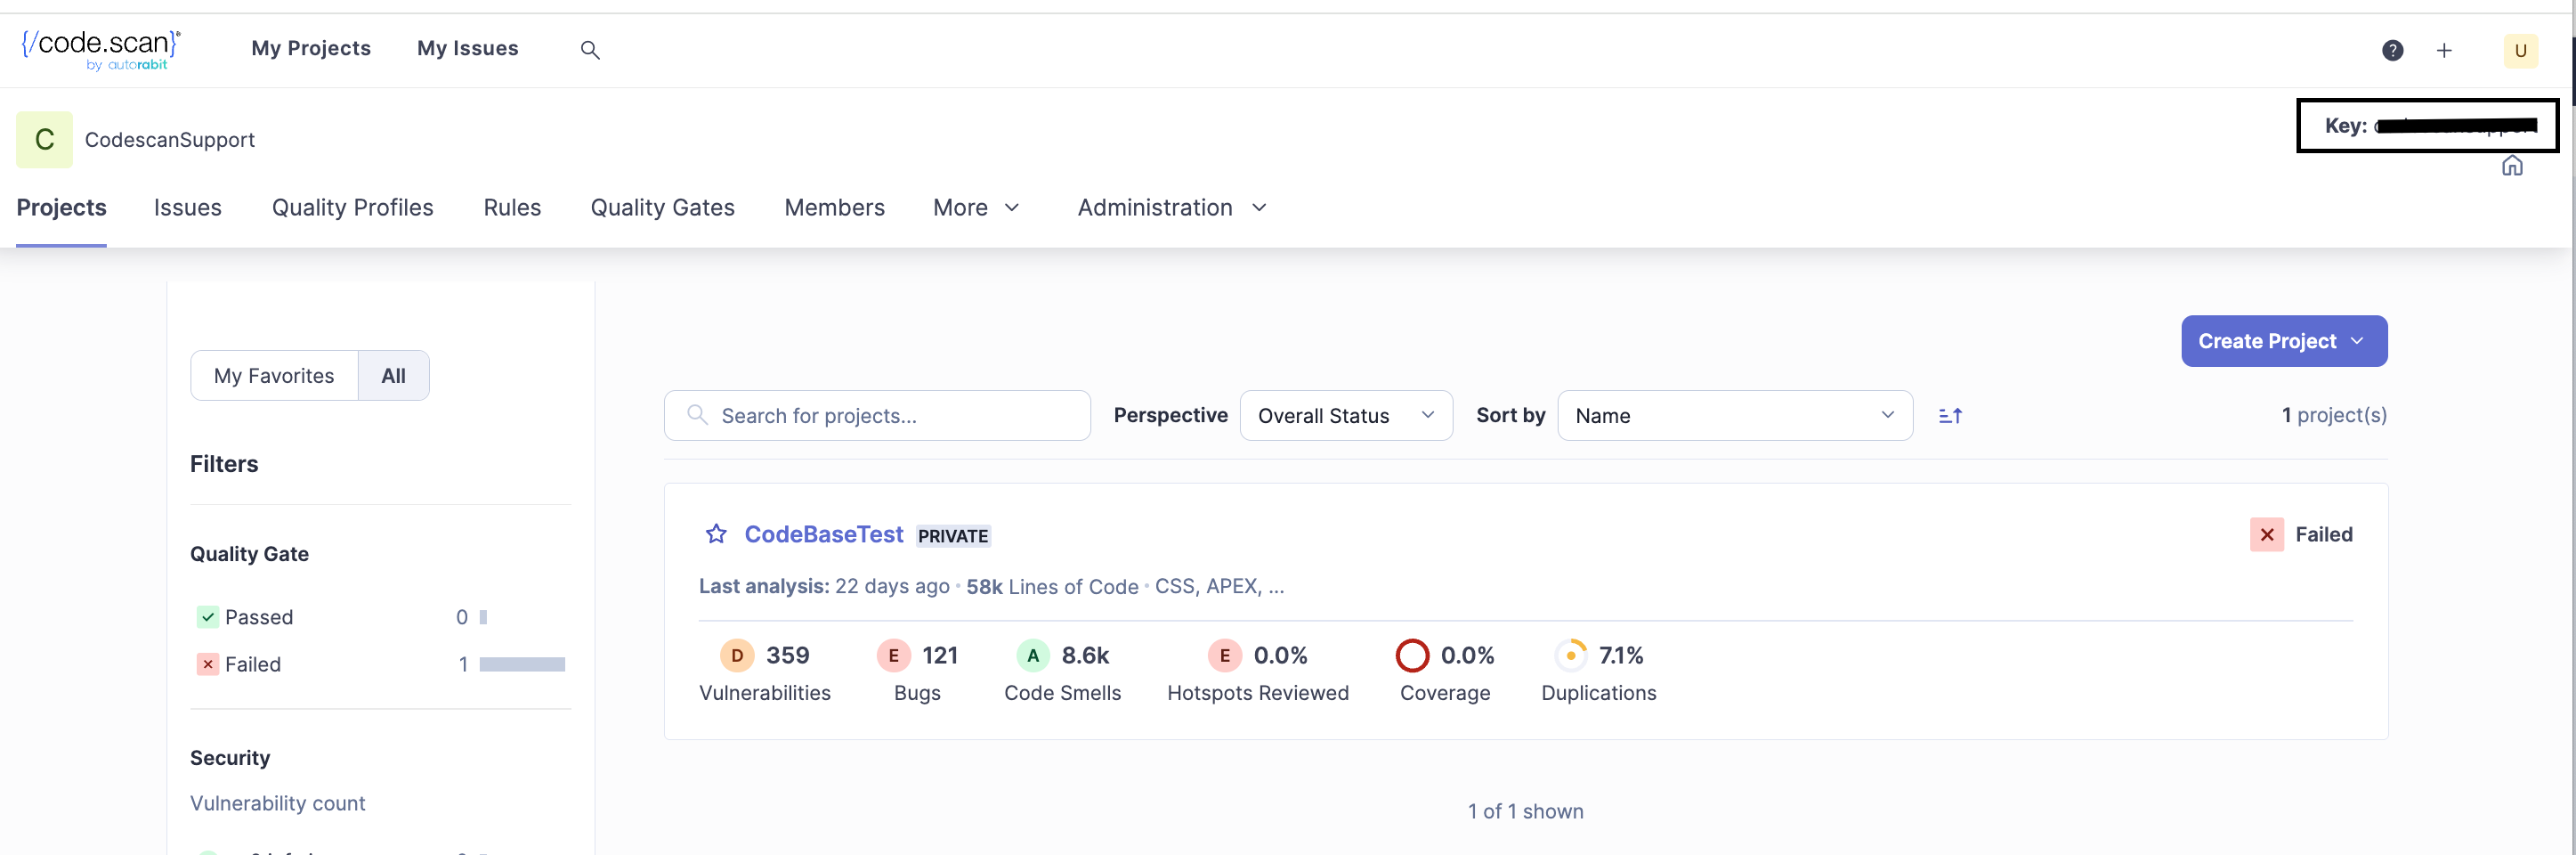 {/code.scan}®
by autorabit
My Projects
My Issues
?
U
C
CodescanSupport
Key:
Projects
Issues
Quality Profiles
Rules
Quality Gates
Members
More
Administration
My Favorites
All
Filters
Quality Gate
Passed 0
Failed 1
Security
Vulnerability count
Create Project
Search for projects...
Perspective
Overall Status
Sort by
Name
1 project(s)
CodeBaseTest PRIVATE
Failed
Last analysis: 22 days ago · 58k Lines of Code · CSS, APEX, ...
D 359
Vulnerabilities
E 121
Bugs
A 8.6k
Code Smells
E 0.0%
Hotspots Reviewed
0.0%
Coverage
7.1%
Duplications
1 of 1 shown